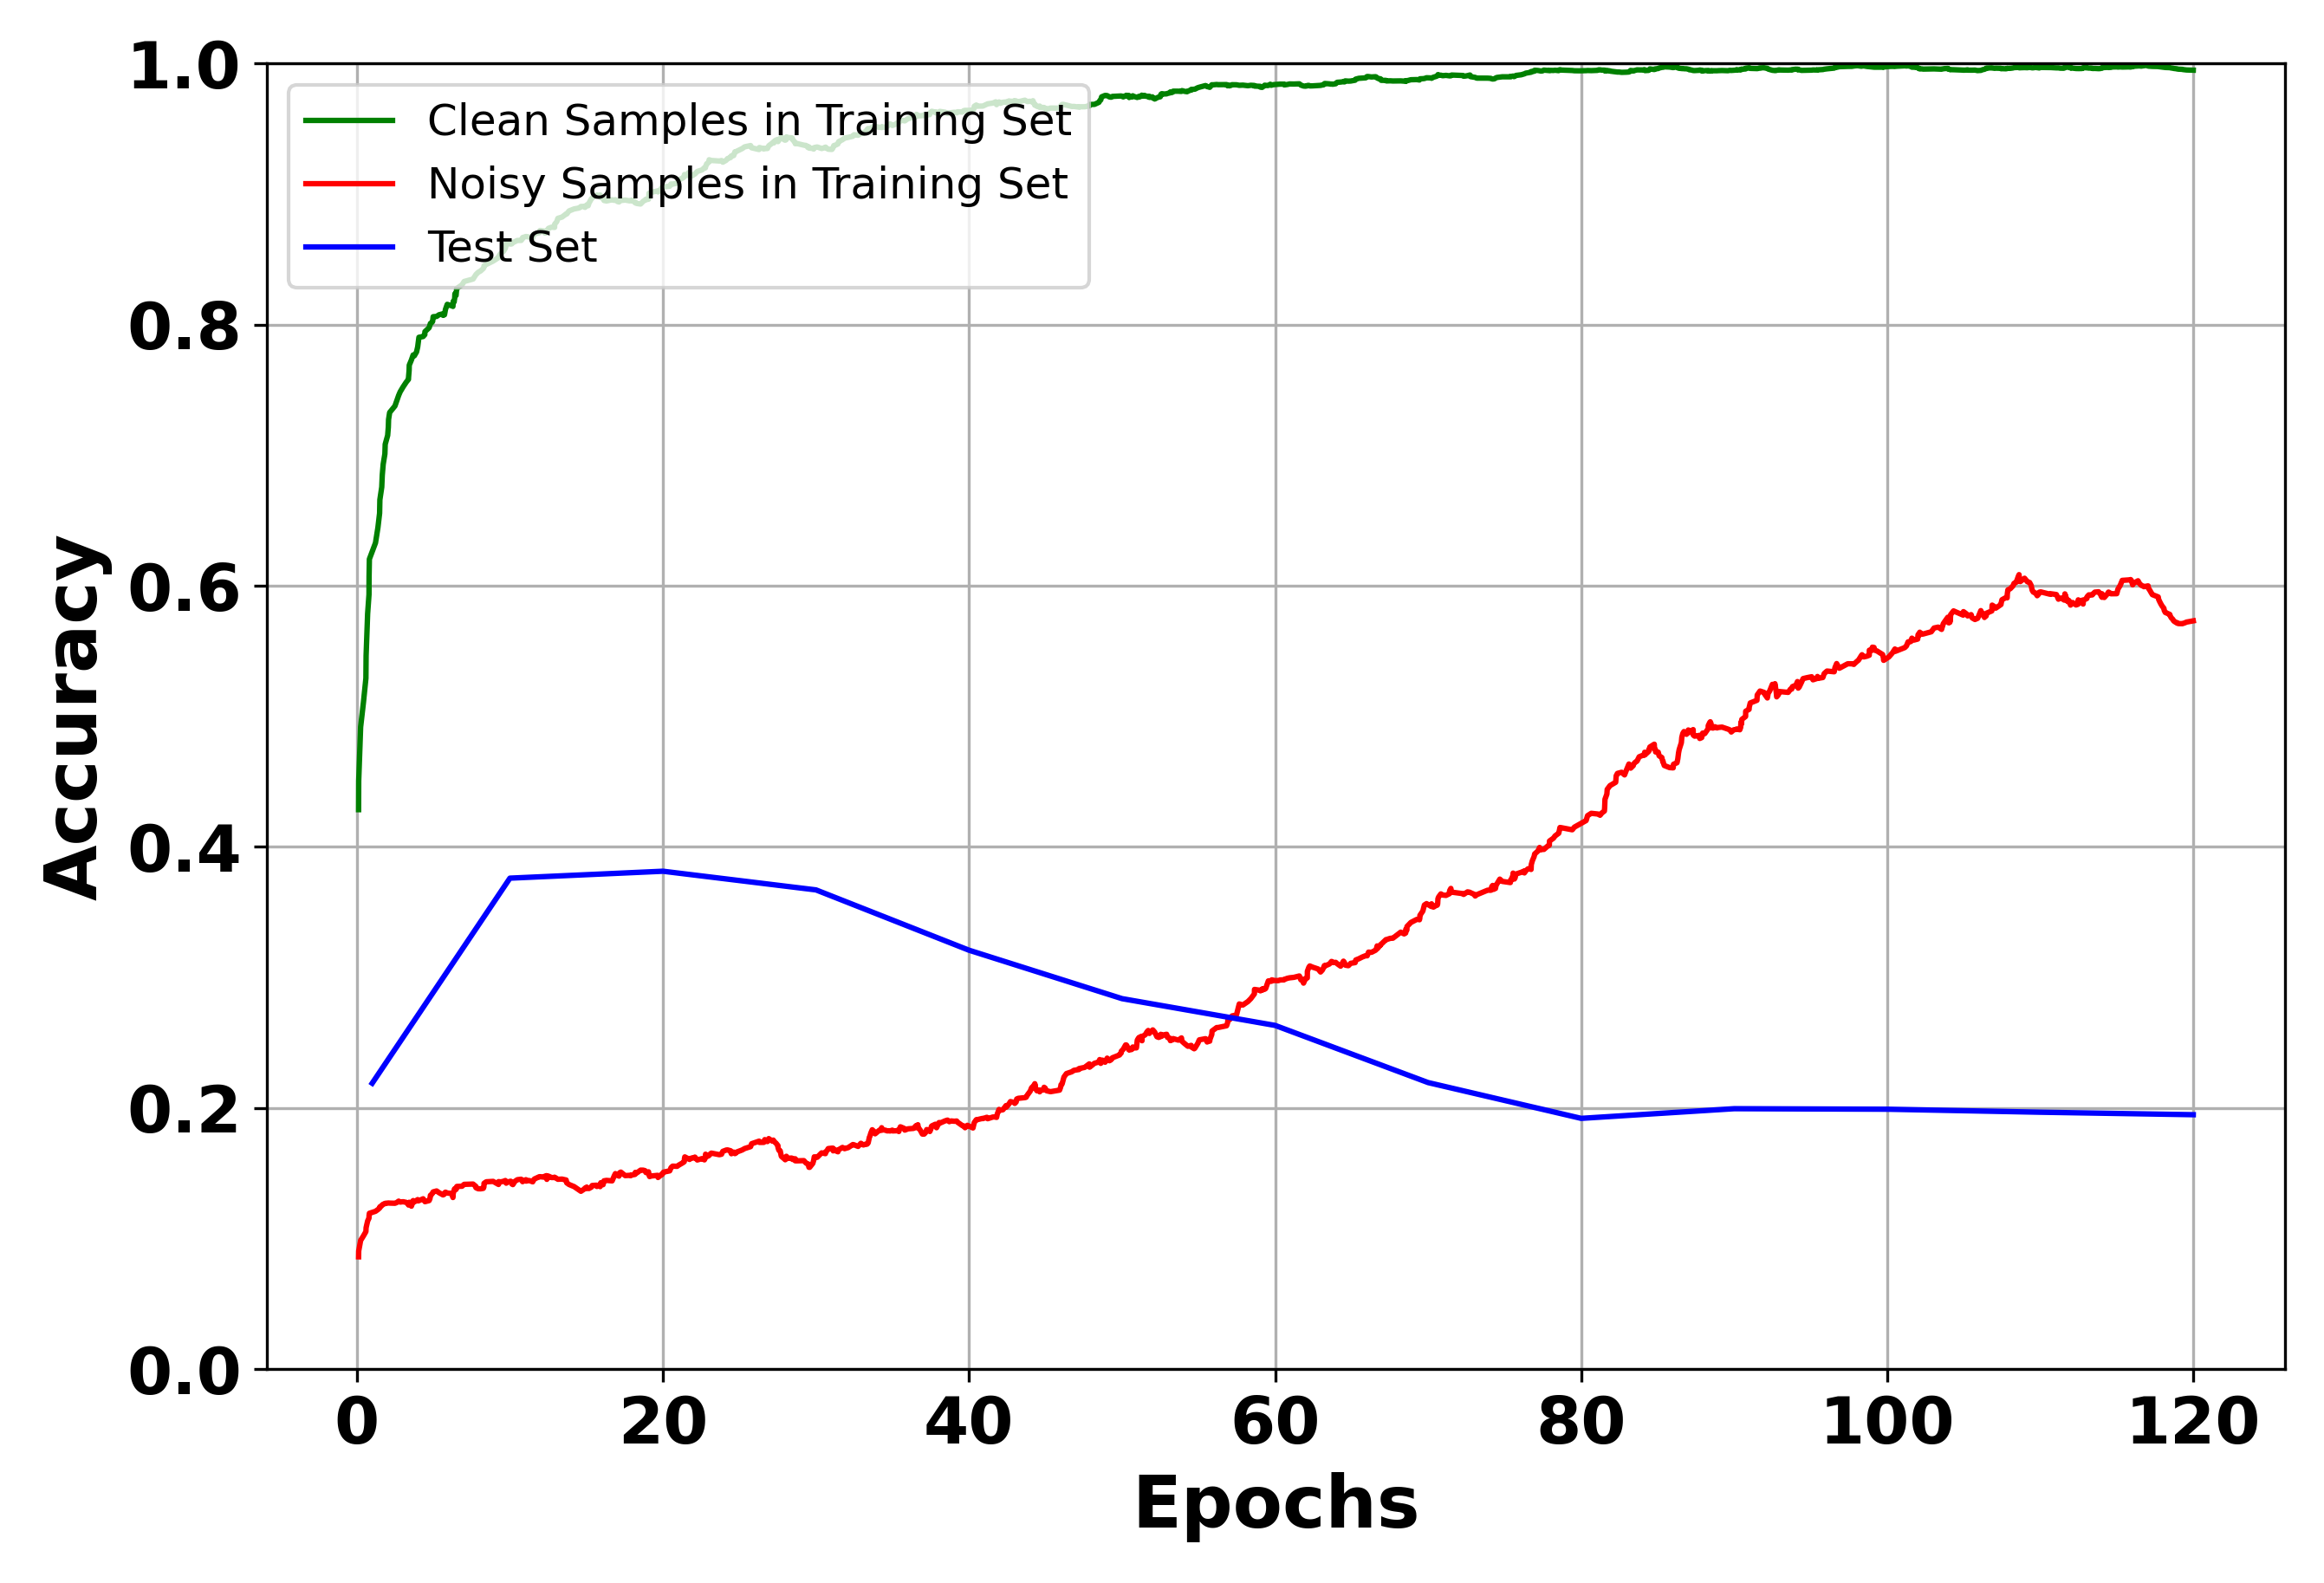 1.0
0.8
0.6
0.4
0.2
0.0
Accuracy
Clean Samples in Training Set
Noisy Samples in Training Set
Test Set
0 20 40 60 80 100 120
Epochs